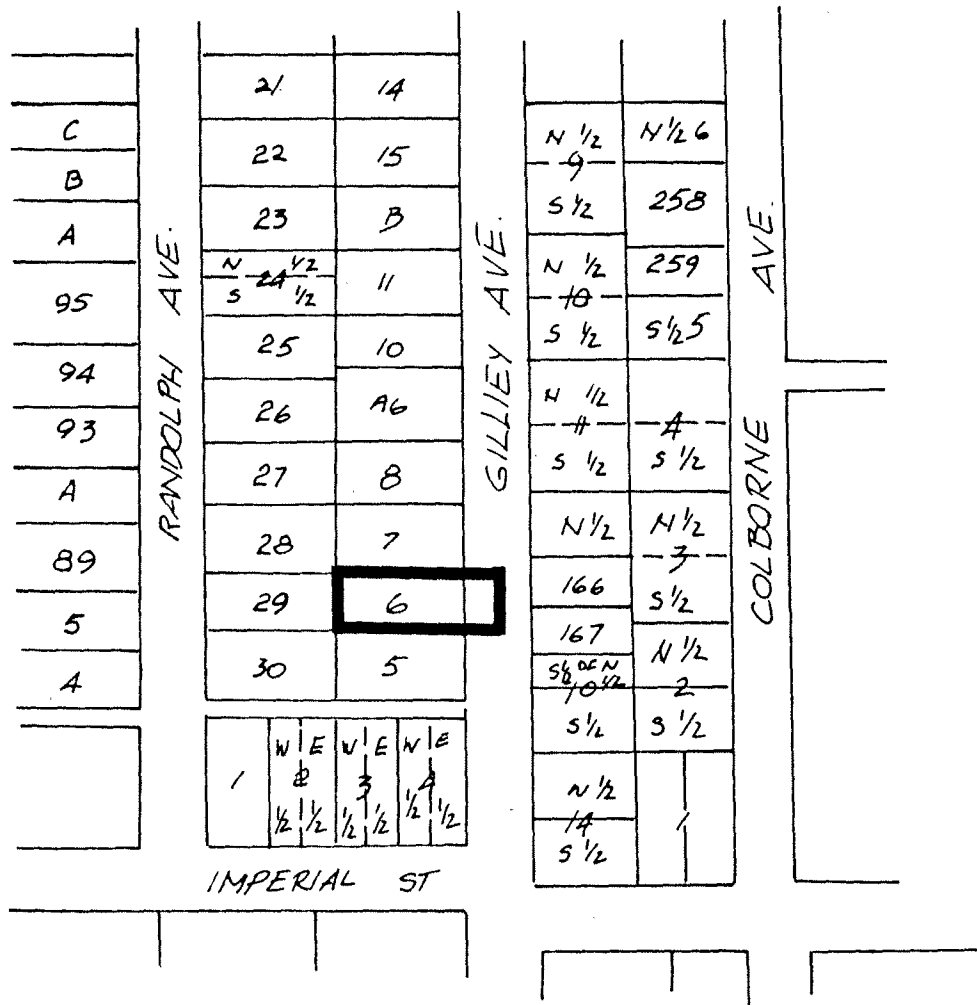 C
B
A
95
94
93
A
89
5
4
RANDOLPH AVE.
21
22
23
N 1/2
24
S 1/2
25
26
27
28
29
30
14
15
B
11
10
A6
8
7
6
5
GILLIEY AVE.
N 1/2
9
S 1/2
N 1/2
10
S 1/2
N 1/2
11
S 1/2
N 1/2
166
167
S 1/2 OF N 1/2
10
S 1/2
N 1/2
14
S 1/2
N 1/2 6
258
259
S 1/2 5
4
S 1/2
N 1/2
3
S 1/2
N 1/2
2
S 1/2
1
COLBORNE AVE.
1
W E
2
1/2 1/2
W E
3
1/2 1/2
W E
4
1/2 1/2
IMPERIAL ST